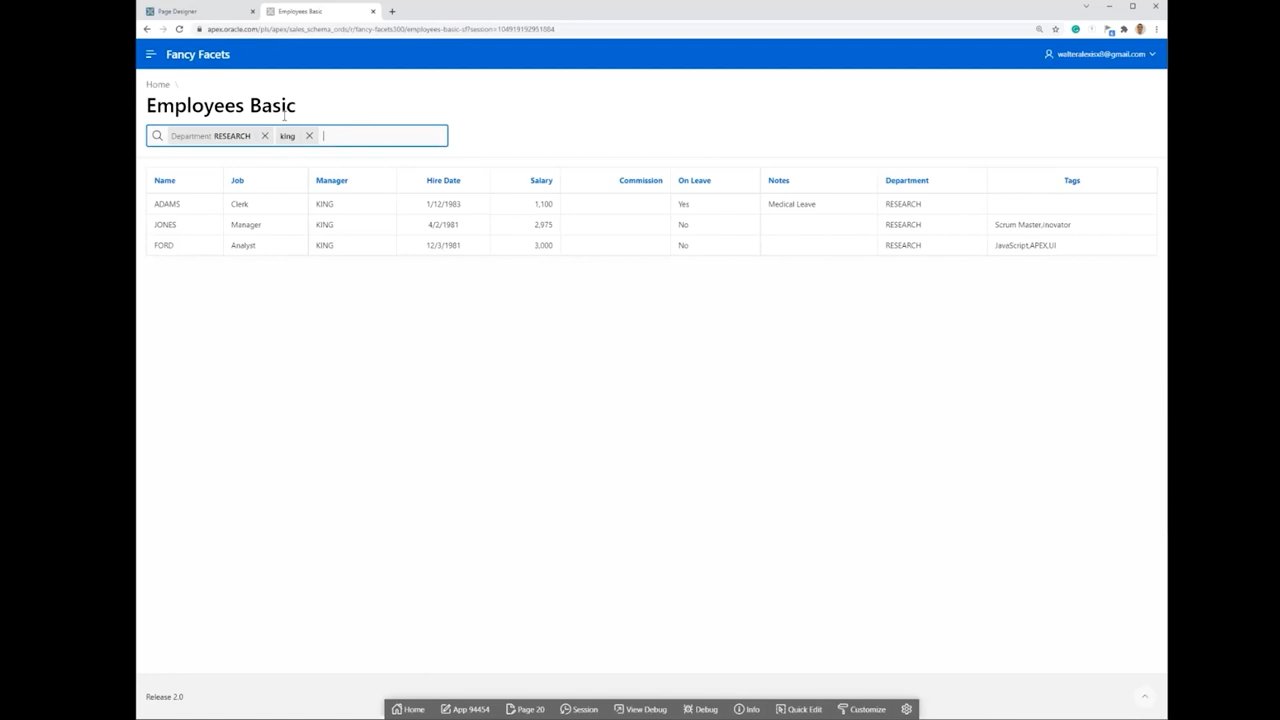 Page Designer
Employees Basic
apex.oracle.com/pls/apex/sales_schema_ords/r/fancy-facets300/employees-basic-sf?session=104919192951884
Fancy Facets
walteralexisx8@gmail.com
Home \
Employees Basic
Department RESEARCH king
Name Job Manager Hire Date Salary Commission On Leave Notes Department Tags
ADAMS Clerk KING 1/12/1983 1,100 Yes Medical Leave RESEARCH
JONES Manager KING 4/2/1981 2,975 No RESEARCH Scrum Master,Inovator
FORD Analyst KING 12/3/1981 3,000 No RESEARCH JavaScript,APEX,UI
Release 2.0
Home App 94454 Page 20 Session View Debug Debug Info Quick Edit Customize